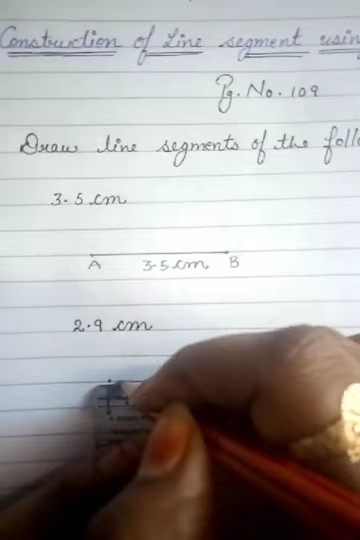 Construction of Line segment
Pg. No. 109
Draw line segments of the
3.5 cm
A 3.5 cm B
2.9 cm